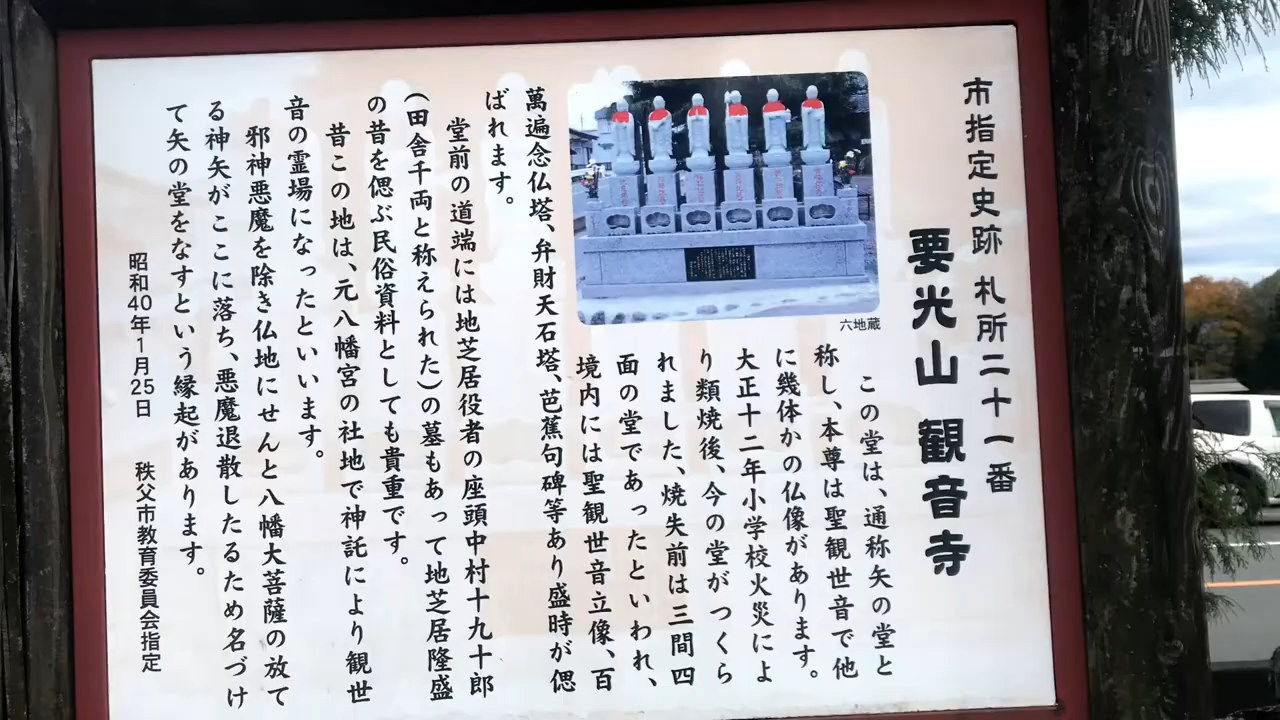 市指定史跡 札所二十一番
要光山 観音寺
この堂は、通称矢の堂と
称し、本尊は聖観世音で他
に幾体かの仏像があります。
大正十二年小学校火災によ
り類焼後、今の堂がつくら
れました、焼失前は三間四
面の堂であったといわれ、
境内には聖観世音立像、百
萬遍念仏塔、弁財天石塔、芭蕉句碑等あり盛時が偲
ばれます。
堂前の道端には地芝居役者の座頭中村十九十郎
(田舎千両と称えられた)の墓もあって地芝居隆盛
の昔を偲ぶ民俗資料としても貴重です。
昔この地は、元八幡宮の社地で神託により観世
音の霊場になったといいます。
邪神悪魔を除き仏地にせんと八幡大菩薩の放て
る神矢がここに落ち、悪魔退散したるため名づけ
て矢の堂をなすという縁起があります。
昭和40年1月25日 秩父市教育委員会指定
六地蔵